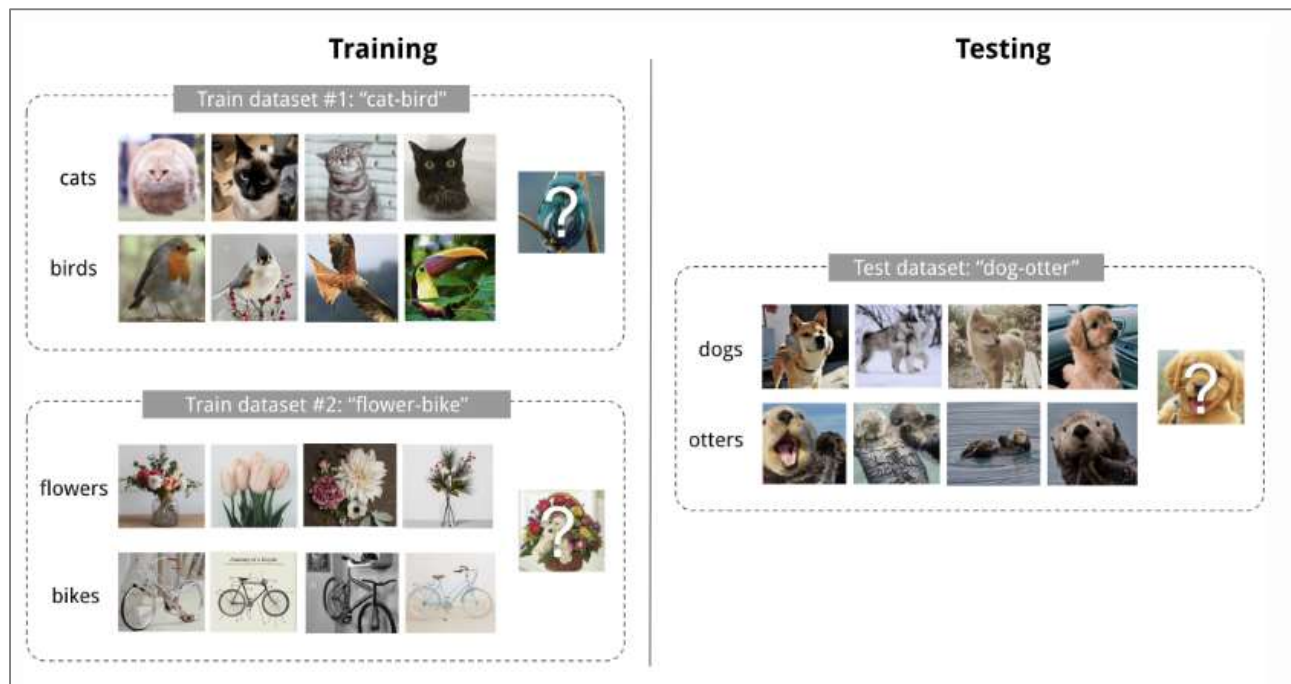 Training
Testing
Train dataset #1: “cat-bird”
cats
?
birds
Train dataset #2: “flower-bike”
flowers
?
bikes
Test dataset: “dog-otter”
dogs
?
otters